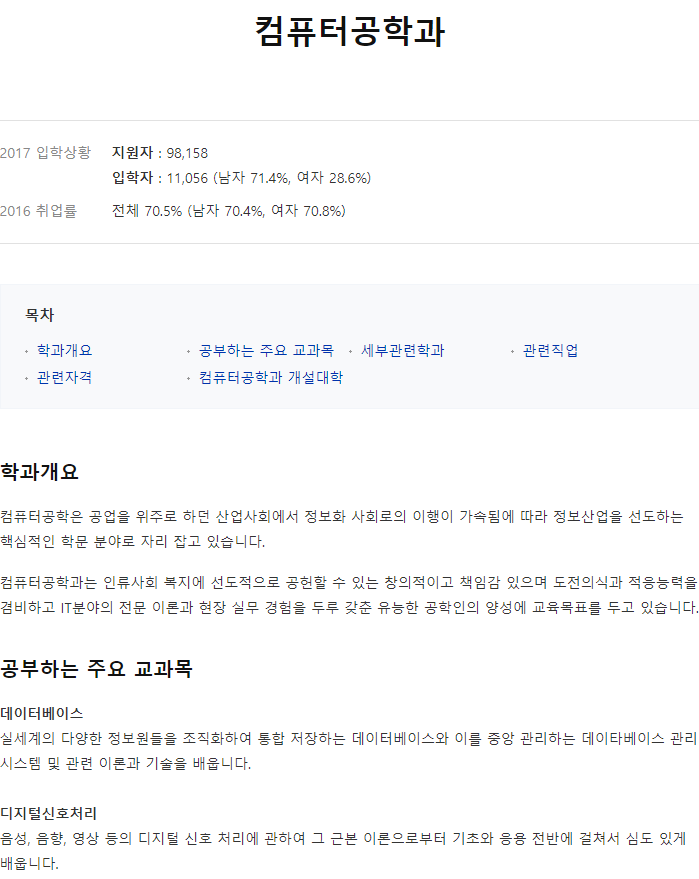 컴퓨터공학과
2017 입학상황 지원자 : 98,158
입학자 : 11,056 (남자 71.4%, 여자 28.6%)
2016 취업률 전체 70.5% (남자 70.4%, 여자 70.8%)
목차
학과개요 공부하는 주요 교과목 세부관련학과 관련직업
관련자격 컴퓨터공학과 개설대학
학과개요
컴퓨터공학은 공업을 위주로 하던 산업사회에서 정보화 사회로의 이행이 가속됨에 따라 정보산업을 선도하는
핵심적인 학문 분야로 자리 잡고 있습니다.
컴퓨터공학과는 인류사회 복지에 선도적으로 공헌할 수 있는 창의적이고 책임감 있으며 도전의식과 적응능력을
겸비하고 IT분야의 전문 이론과 현장 실무 경험을 두루 갖춘 유능한 공학인의 양성에 교육목표를 두고 있습니다.
공부하는 주요 교과목
데이터베이스
실세계의 다양한 정보원들을 조직화하여 통합 저장하는 데이터베이스와 이를 중앙 관리하는 데이타베이스 관리
시스템 및 관련 이론과 기술을 배웁니다.
디지털신호처리
음성, 음향, 영상 등의 디지털 신호 처리에 관하여 그 근본 이론으로부터 기초와 응용 전반에 걸쳐서 심도 있게
배웁니다.